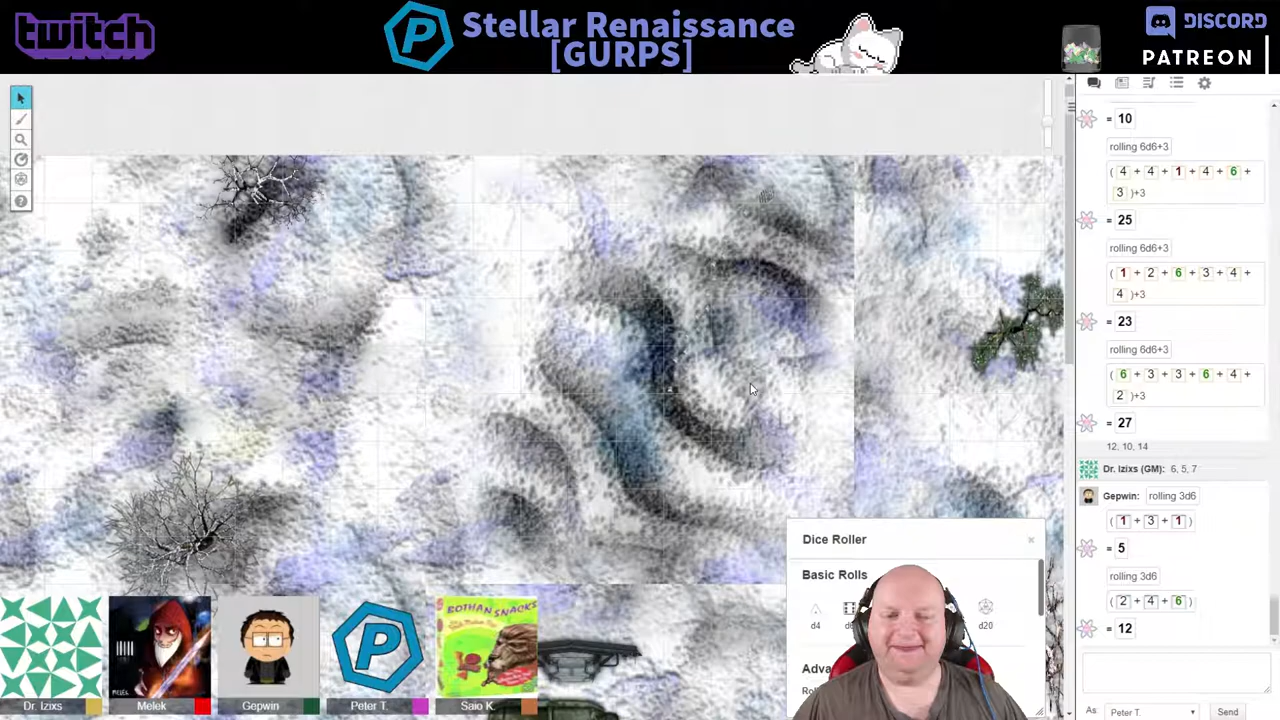 twitch
Stellar Renaissance
[GURPS]
DISCORD
PATREON
= 10
rolling 6d6+3
( 4 + 4 + 1 + 4 + 6 +
3 )+3
= 25
rolling 6d6+3
( 1 + 2 + 6 + 3 + 4 +
4 )+3
= 23
rolling 6d6+3
( 6 + 3 + 3 + 6 + 4 +
2 )+3
= 27
12, 10, 14
Dr. Izixs (GM): 6, 5, 7
Gepwin: rolling 3d6
( 1 + 3 + 1 )
= 5
rolling 3d6
( 2 + 4 + 6 )
= 12
As: Peter T.
Send
Dice Roller
×
Basic Rolls
d4
d20
BOTHAN SNACKS
MELEK
Dr. Izixs
Melek
Gepwin
Peter T.
Saio K.